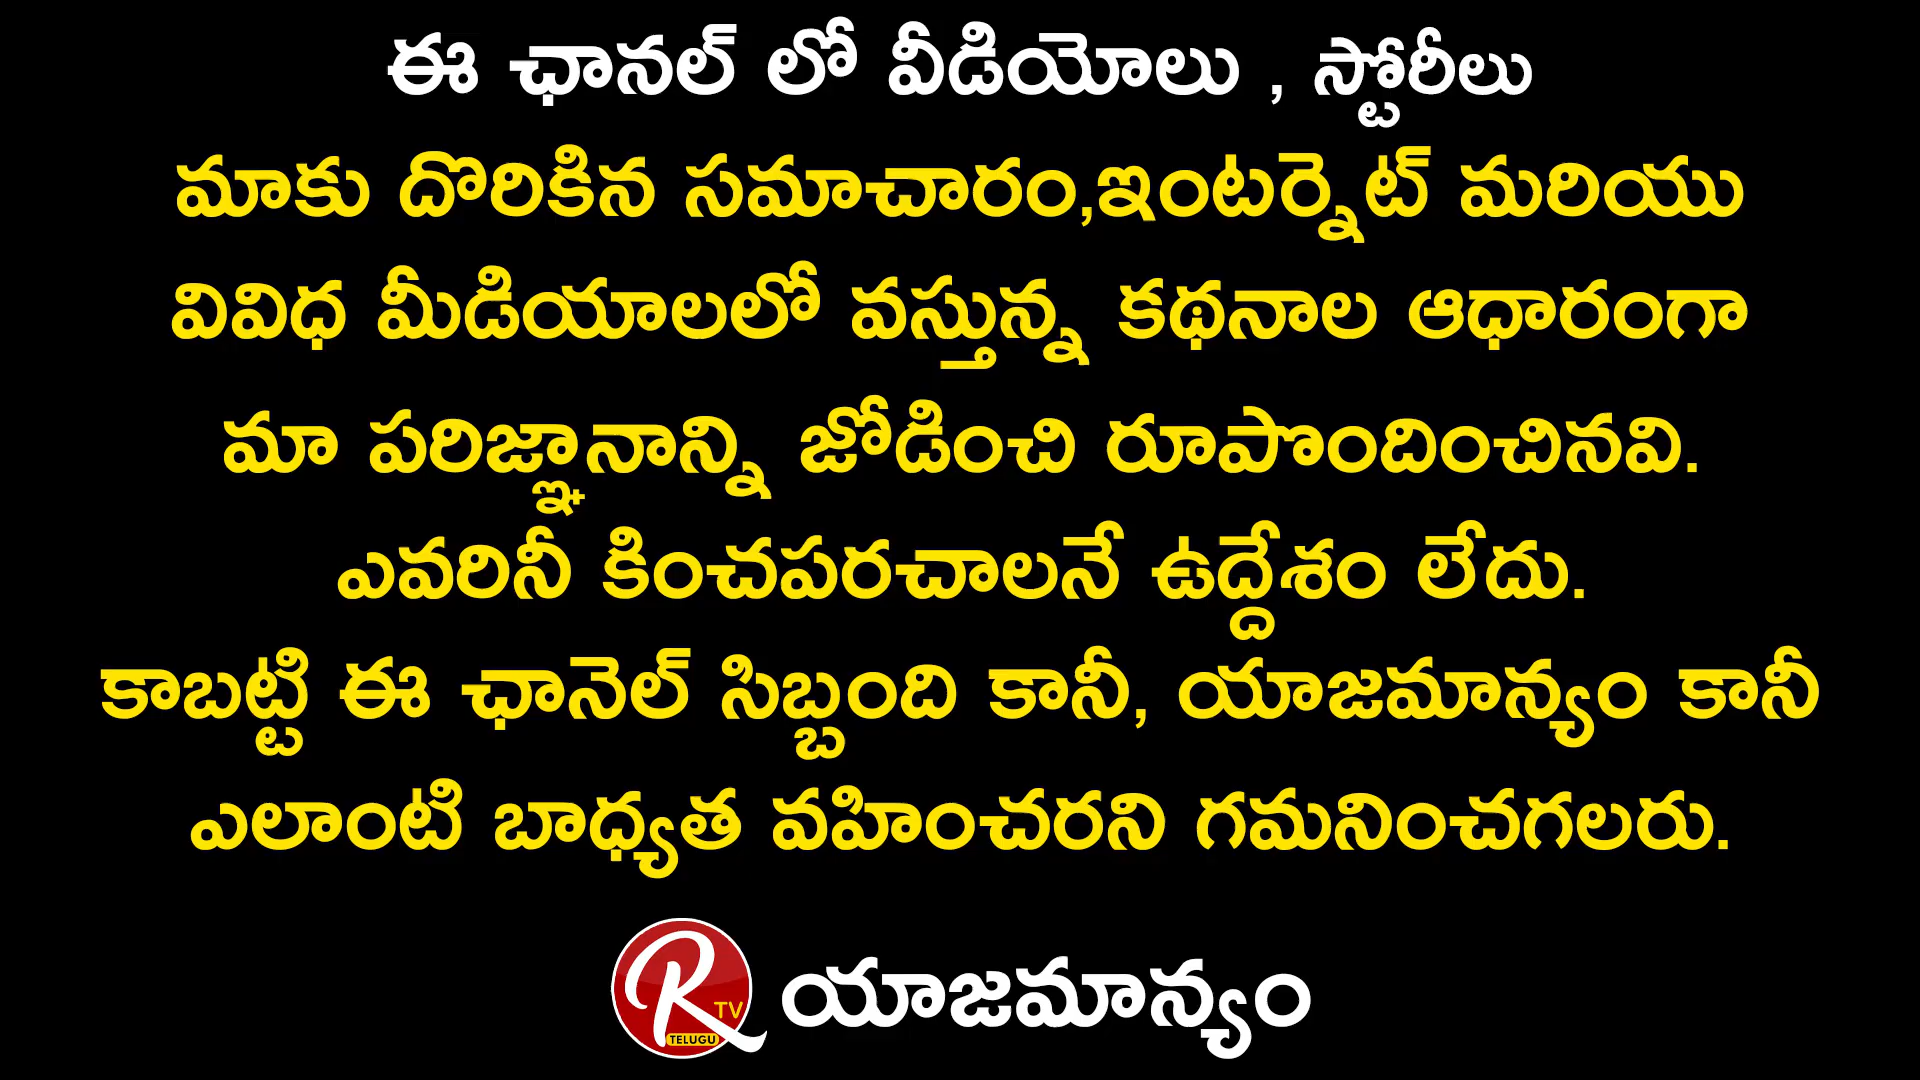 ఈ ఛానల్ లో వీడియోలు , స్టోరీలు
మాకు దొరికిన సమాచారం,ఇంటర్నెట్ మరియు
వివిధ మీడియాలలో వస్తున్న కథనాల ఆధారంగా
మా పరిజ్ఞానాన్ని జోడించి రూపొందించినవి.
ఎవరినీ కించపరచాలనే ఉద్దేశం లేదు.
కాబట్టి ఈ ఛానెల్ సిబ్బంది కానీ, యాజమాన్యం కానీ
ఎలాంటి బాధ్యత వహించరని గమనించగలరు.
R TV TELUGU యాజమాన్యం